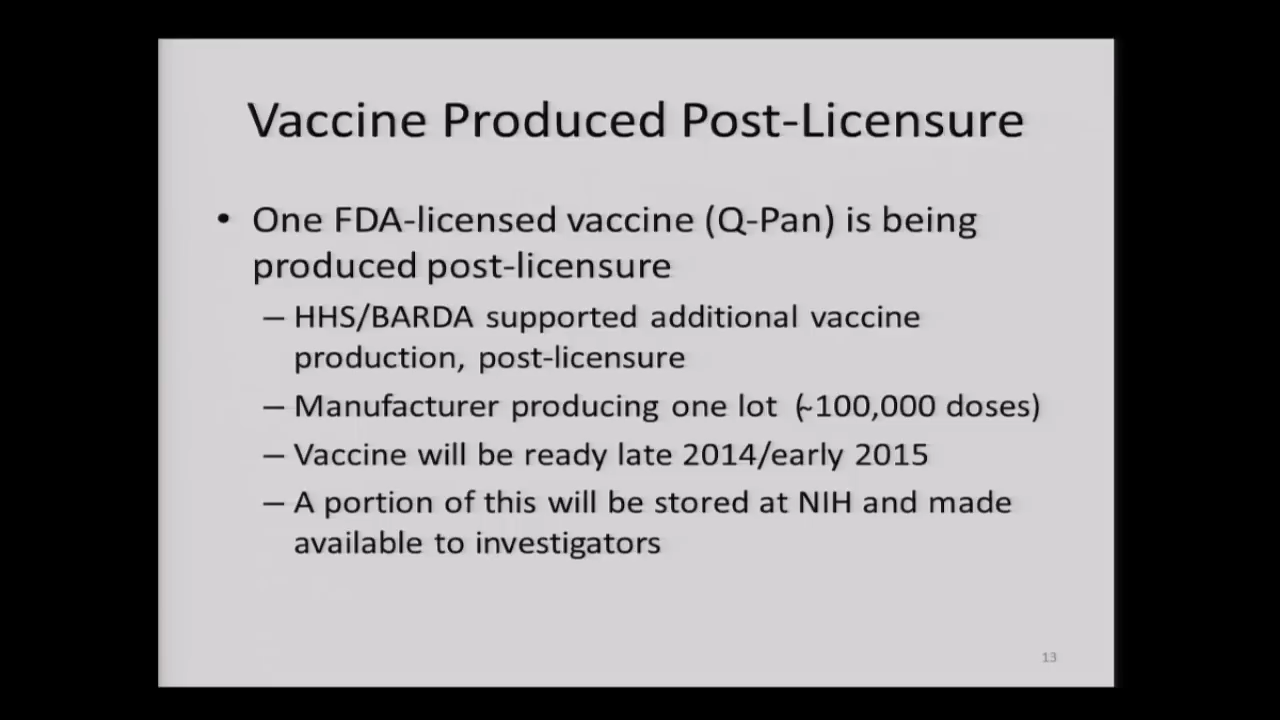 Vaccine Produced Post-Licensure
• One FDA-licensed vaccine (Q-Pan) is being
produced post-licensure
– HHS/BARDA supported additional vaccine
production, post-licensure
– Manufacturer producing one lot (~100,000 doses)
– Vaccine will be ready late 2014/early 2015
– A portion of this will be stored at NIH and made
available to investigators
13